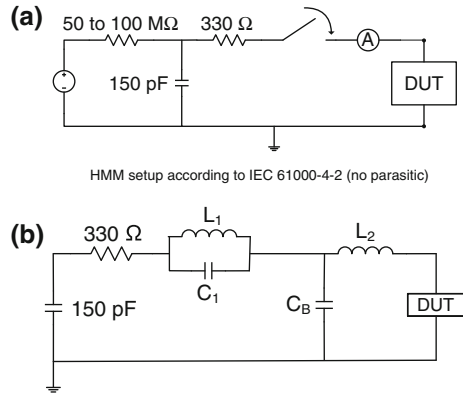 (a)
50 to 100 MΩ
330 Ω
150 pF
A
DUT
HMM setup according to IEC 61000-4-2 (no parasitic)
(b)
330 Ω
L1
C1
L2
150 pF
CB
DUT